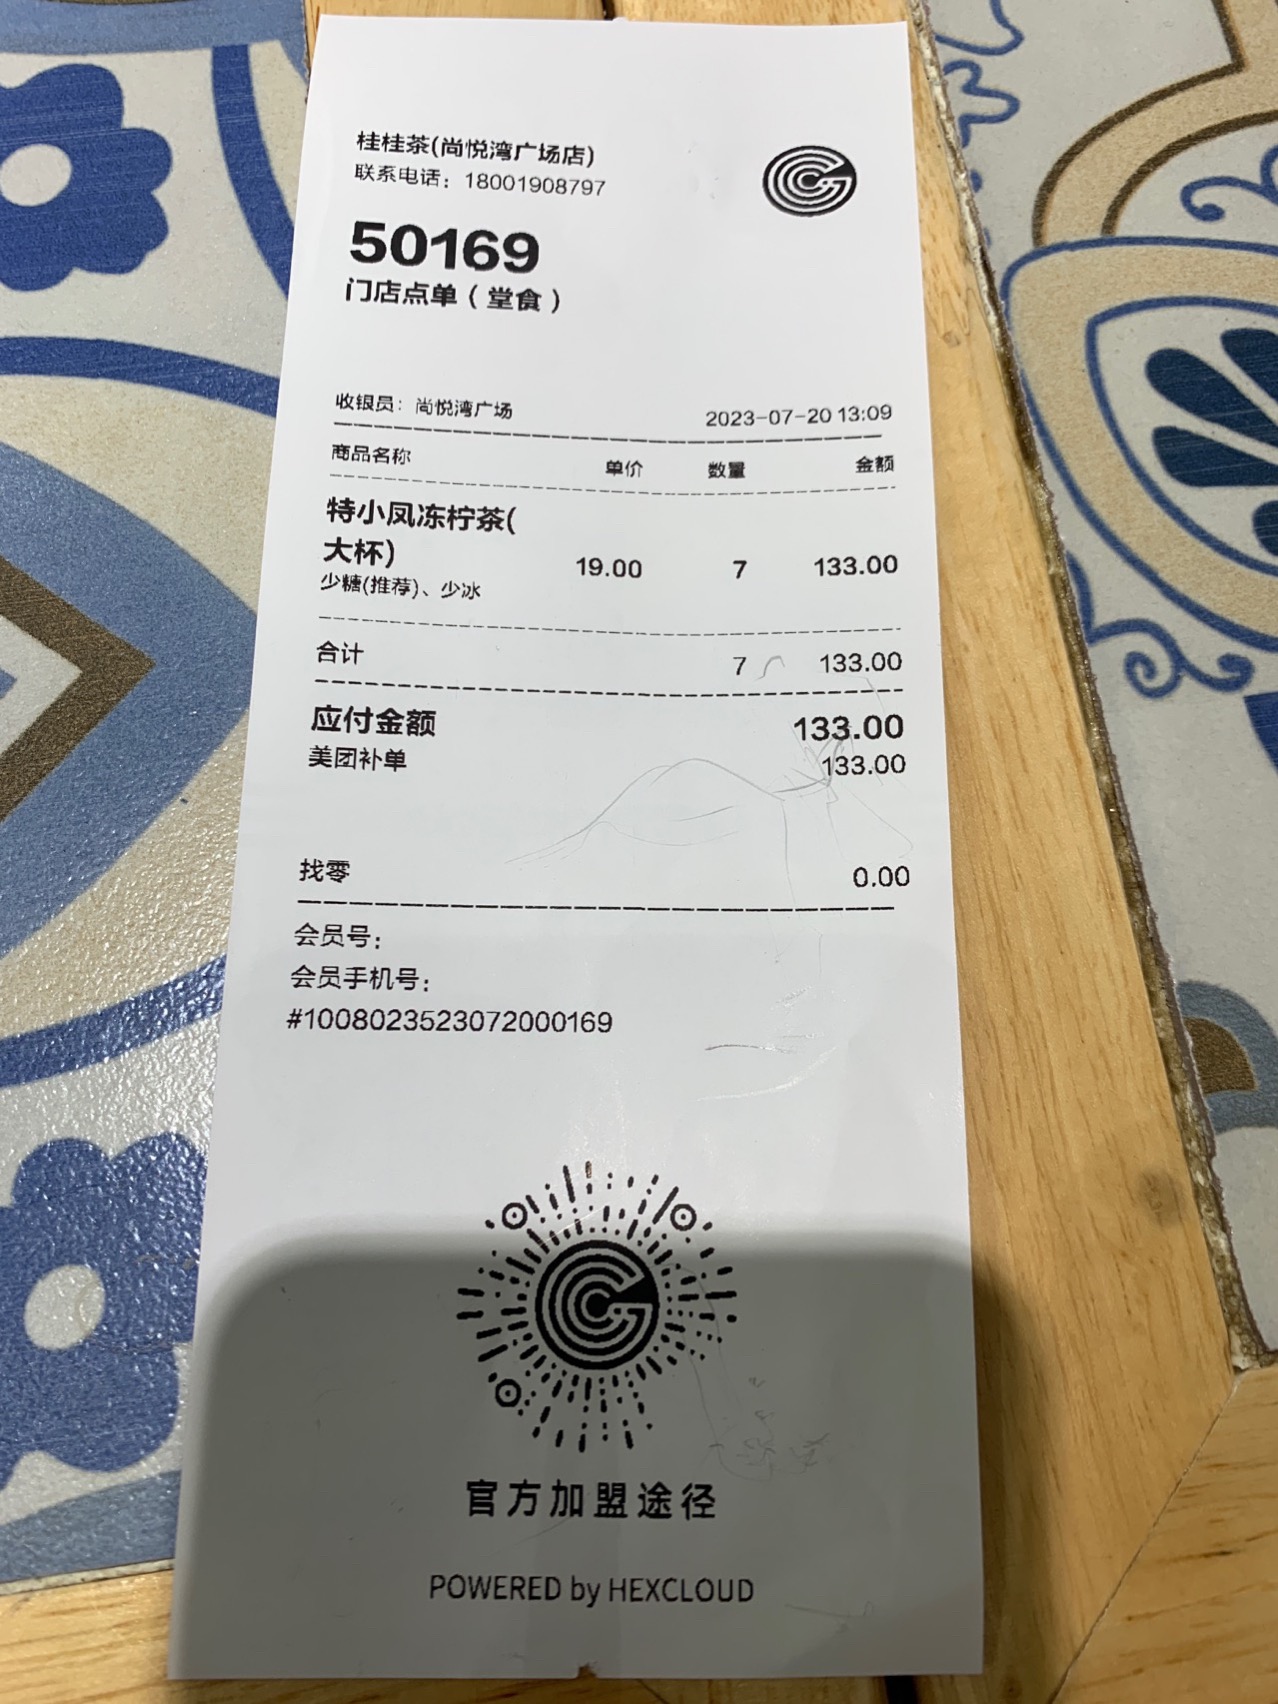 桂桂茶(尚悦湾广场店)
联系电话：18001908797
50169
门店点单（堂食）
收银员：尚悦湾广场 2023-07-20 13:09
商品名称 单价 数量 金额
特小凤冻柠茶(
大杯) 19.00 7 133.00
少糖(推荐)、少冰
合计 7 133.00
应付金额 133.00
美团补单 133.00
找零 0.00
会员号：
会员手机号：
#1008023523072000169
官方加盟途径
POWERED by HEXCLOUD